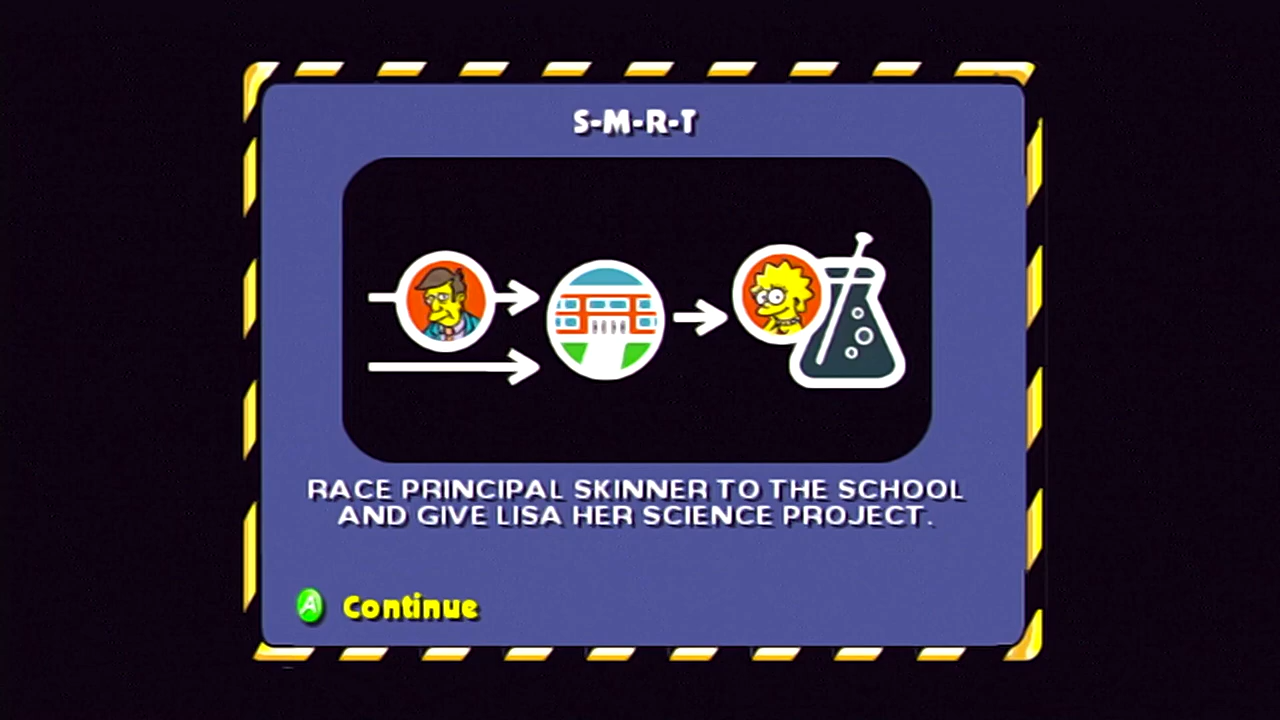 S-M-R-T
RACE PRINCIPAL SKINNER TO THE SCHOOL
AND GIVE LISA HER SCIENCE PROJECT.
A Continue